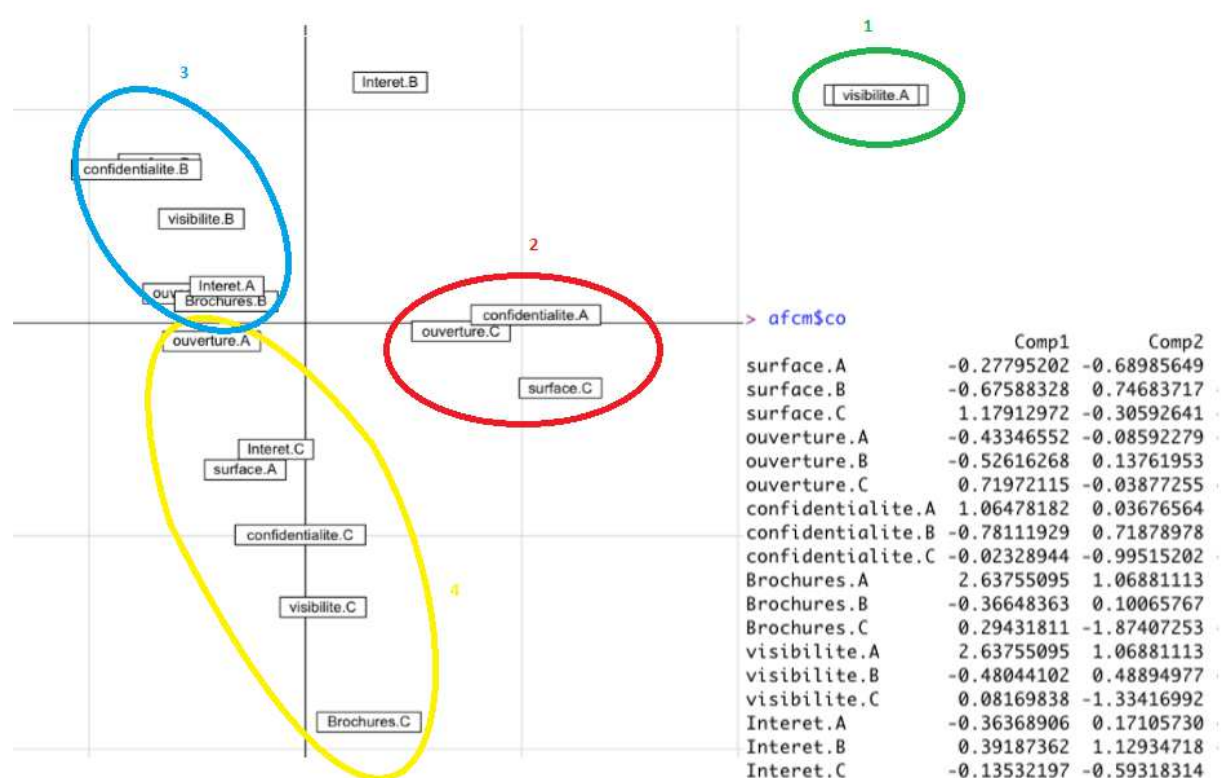 1
3
Interet.B
visibilite.A
confidentialite.B
visibilite.B
2
Interet.A
Brochures.B
confidentialite.A
ouverture.C
ouverture.A
surface.C
Interet.C
surface.A
confidentialite.C
4
visibilite.C
Brochures.C
> afcm$co
Comp1 Comp2
surface.A -0.27795202 -0.68985649
surface.B -0.67588328 0.74683717
surface.C 1.17912972 -0.30592641
ouverture.A -0.43346552 -0.08592279
ouverture.B -0.52616268 0.13761953
ouverture.C 0.71972115 -0.03877255
confidentialite.A 1.06478182 0.03676564
confidentialite.B -0.78111929 0.71878978
confidentialite.C -0.02328944 -0.99515202
Brochures.A 2.63755095 1.06881113
Brochures.B -0.36648363 0.10065767
Brochures.C 0.29431811 -1.87407253
visibilite.A 2.63755095 1.06881113
visibilite.B -0.48044102 0.48894977
visibilite.C 0.08169838 -1.33416992
Interet.A -0.36368906 0.17105730
Interet.B 0.39187362 1.12934718
Interet.C -0.13532197 -0.59318314